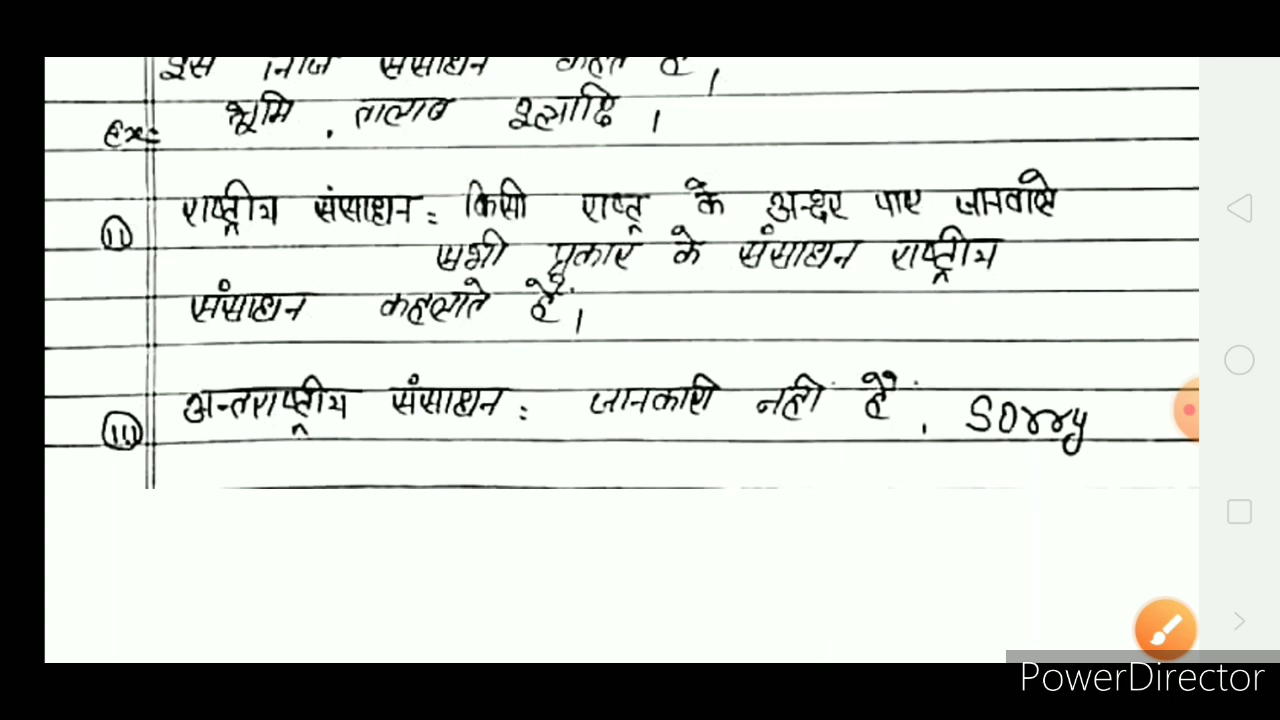 इसे निजि संसाधन कहते है।
Ex:- भूमि, तालाब इत्यादि।
(ii) राष्ट्रीय संसाधन: किसी राष्ट्र के अन्दर पाए जानेवाले
सभी प्रकार के संसाधन राष्ट्रीय
संसाधन कहलाते हैं।
(iii) अन्तराष्ट्रीय संसाधन: जानकारी नहीं हैं, Sorry
PowerDirector